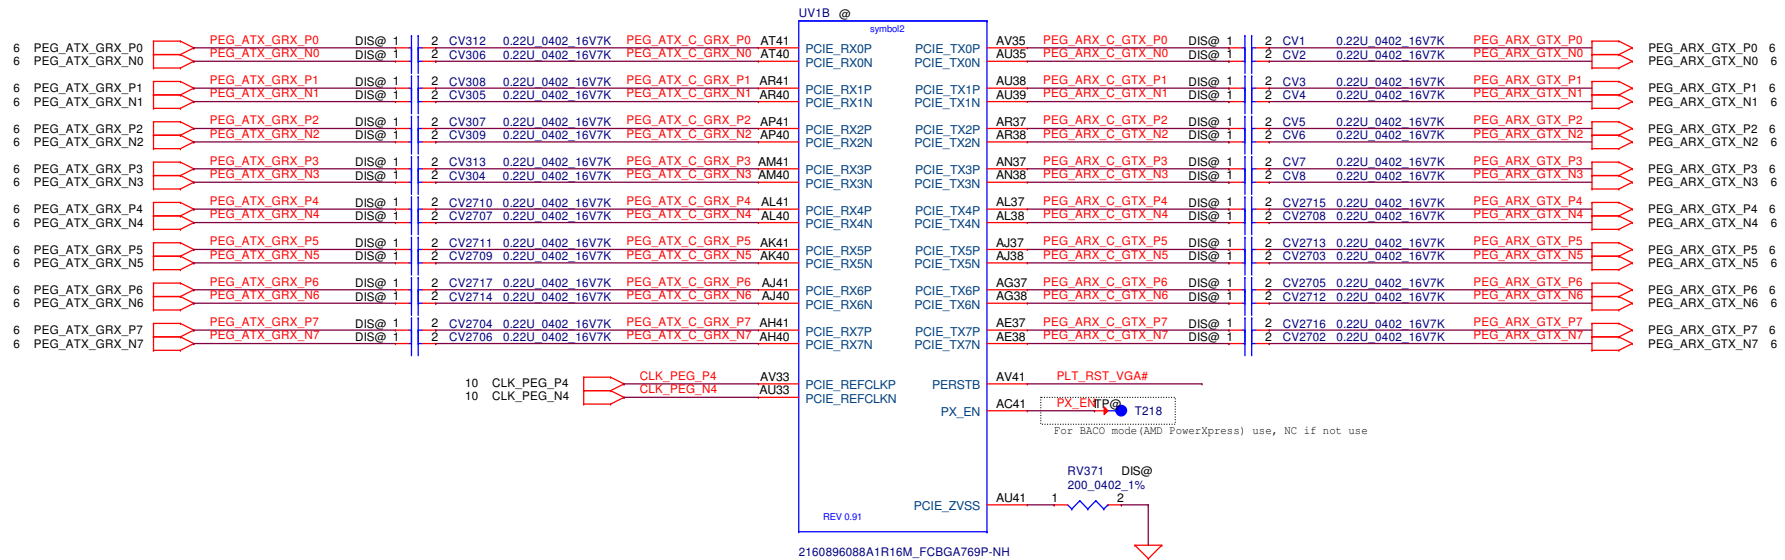 UV1B @
symbol2
6 PEG_ATX_GRX_P0 PEG_ATX_GRX_P0 DIS@ 1 2 CV312 0.22U_0402_16V7K PEG_ATX_C_GRX_P0 AT41 PCIE_RX0P PCIE_TX0P AV35 PEG_ARX_C_GTX_P0 DIS@ 1 2 CV1 0.22U_0402_16V7K PEG_ARX_GTX_P0 PEG_ARX_GTX_P0 6
6 PEG_ATX_GRX_N0 PEG_ATX_GRX_N0 DIS@ 1 2 CV306 0.22U_0402_16V7K PEG_ATX_C_GRX_N0 AT40 PCIE_RX0N PCIE_TX0N AU35 PEG_ARX_C_GTX_N0 DIS@ 1 2 CV2 0.22U_0402_16V7K PEG_ARX_GTX_N0 PEG_ARX_GTX_N0 6
6 PEG_ATX_GRX_P1 PEG_ATX_GRX_P1 DIS@ 1 2 CV308 0.22U_0402_16V7K PEG_ATX_C_GRX_P1 AR41 PCIE_RX1P PCIE_TX1P AU38 PEG_ARX_C_GTX_P1 DIS@ 1 2 CV3 0.22U_0402_16V7K PEG_ARX_GTX_P1 PEG_ARX_GTX_P1 6
6 PEG_ATX_GRX_N1 PEG_ATX_GRX_N1 DIS@ 1 2 CV305 0.22U_0402_16V7K PEG_ATX_C_GRX_N1 AR40 PCIE_RX1N PCIE_TX1N AU39 PEG_ARX_C_GTX_N1 DIS@ 1 2 CV4 0.22U_0402_16V7K PEG_ARX_GTX_N1 PEG_ARX_GTX_N1 6
6 PEG_ATX_GRX_P2 PEG_ATX_GRX_P2 DIS@ 1 2 CV307 0.22U_0402_16V7K PEG_ATX_C_GRX_P2 AP41 PCIE_RX2P PCIE_TX2P AR37 PEG_ARX_C_GTX_P2 DIS@ 1 2 CV5 0.22U_0402_16V7K PEG_ARX_GTX_P2 PEG_ARX_GTX_P2 6
6 PEG_ATX_GRX_N2 PEG_ATX_GRX_N2 DIS@ 1 2 CV309 0.22U_0402_16V7K PEG_ATX_C_GRX_N2 AP40 PCIE_RX2N PCIE_TX2N AR38 PEG_ARX_C_GTX_N2 DIS@ 1 2 CV6 0.22U_0402_16V7K PEG_ARX_GTX_N2 PEG_ARX_GTX_N2 6
6 PEG_ATX_GRX_P3 PEG_ATX_GRX_P3 DIS@ 1 2 CV313 0.22U_0402_16V7K PEG_ATX_C_GRX_P3 AM41 PCIE_RX3P PCIE_TX3P AN37 PEG_ARX_C_GTX_P3 DIS@ 1 2 CV7 0.22U_0402_16V7K PEG_ARX_GTX_P3 PEG_ARX_GTX_P3 6
6 PEG_ATX_GRX_N3 PEG_ATX_GRX_N3 DIS@ 1 2 CV304 0.22U_0402_16V7K PEG_ATX_C_GRX_N3 AM40 PCIE_RX3N PCIE_TX3N AN38 PEG_ARX_C_GTX_N3 DIS@ 1 2 CV8 0.22U_0402_16V7K PEG_ARX_GTX_N3 PEG_ARX_GTX_N3 6
6 PEG_ATX_GRX_P4 PEG_ATX_GRX_P4 DIS@ 1 2 CV2710 0.22U_0402_16V7K PEG_ATX_C_GRX_P4 AL41 PCIE_RX4P PCIE_TX4P AL37 PEG_ARX_C_GTX_P4 DIS@ 1 2 CV2715 0.22U_0402_16V7K PEG_ARX_GTX_P4 PEG_ARX_GTX_P4 6
6 PEG_ATX_GRX_N4 PEG_ATX_GRX_N4 DIS@ 1 2 CV2707 0.22U_0402_16V7K PEG_ATX_C_GRX_N4 AL40 PCIE_RX4N PCIE_TX4N AL38 PEG_ARX_C_GTX_N4 DIS@ 1 2 CV2708 0.22U_0402_16V7K PEG_ARX_GTX_N4 PEG_ARX_GTX_N4 6
6 PEG_ATX_GRX_P5 PEG_ATX_GRX_P5 DIS@ 1 2 CV2711 0.22U_0402_16V7K PEG_ATX_C_GRX_P5 AK41 PCIE_RX5P PCIE_TX5P AJ37 PEG_ARX_C_GTX_P5 DIS@ 1 2 CV2713 0.22U_0402_16V7K PEG_ARX_GTX_P5 PEG_ARX_GTX_P5 6
6 PEG_ATX_GRX_N5 PEG_ATX_GRX_N5 DIS@ 1 2 CV2709 0.22U_0402_16V7K PEG_ATX_C_GRX_N5 AK40 PCIE_RX5N PCIE_TX5N AJ38 PEG_ARX_C_GTX_N5 DIS@ 1 2 CV2703 0.22U_0402_16V7K PEG_ARX_GTX_N5 PEG_ARX_GTX_N5 6
6 PEG_ATX_GRX_P6 PEG_ATX_GRX_P6 DIS@ 1 2 CV2717 0.22U_0402_16V7K PEG_ATX_C_GRX_P6 AJ41 PCIE_RX6P PCIE_TX6P AG37 PEG_ARX_C_GTX_P6 DIS@ 1 2 CV2705 0.22U_0402_16V7K PEG_ARX_GTX_P6 PEG_ARX_GTX_P6 6
6 PEG_ATX_GRX_N6 PEG_ATX_GRX_N6 DIS@ 1 2 CV2714 0.22U_0402_16V7K PEG_ATX_C_GRX_N6 AJ40 PCIE_RX6N PCIE_TX6N AG38 PEG_ARX_C_GTX_N6 DIS@ 1 2 CV2712 0.22U_0402_16V7K PEG_ARX_GTX_N6 PEG_ARX_GTX_N6 6
6 PEG_ATX_GRX_P7 PEG_ATX_GRX_P7 DIS@ 1 2 CV2704 0.22U_0402_16V7K PEG_ATX_C_GRX_P7 AH41 PCIE_RX7P PCIE_TX7P AE37 PEG_ARX_C_GTX_P7 DIS@ 1 2 CV2716 0.22U_0402_16V7K PEG_ARX_GTX_P7 PEG_ARX_GTX_P7 6
6 PEG_ATX_GRX_N7 PEG_ATX_GRX_N7 DIS@ 1 2 CV2706 0.22U_0402_16V7K PEG_ATX_C_GRX_N7 AH40 PCIE_RX7N PCIE_TX7N AE38 PEG_ARX_C_GTX_N7 DIS@ 1 2 CV2702 0.22U_0402_16V7K PEG_ARX_GTX_N7 PEG_ARX_GTX_N7 6
10 CLK_PEG_P4 CLK_PEG_P4 AV33 PCIE_REFCLKP PERSTB AV41 PLT_RST_VGA#
10 CLK_PEG_N4 CLK_PEG_N4 AU33 PCIE_REFCLKN
PX_EN AC41 PX_EN TP@ T218
For BACO mode(AMD PowerXpress) use, NC if not use
RV371 DIS@
200_0402_1%
PCIE_ZVSS AU41 1 2
REV 0.91
2160896088A1R16M_FCBGA769P-NH